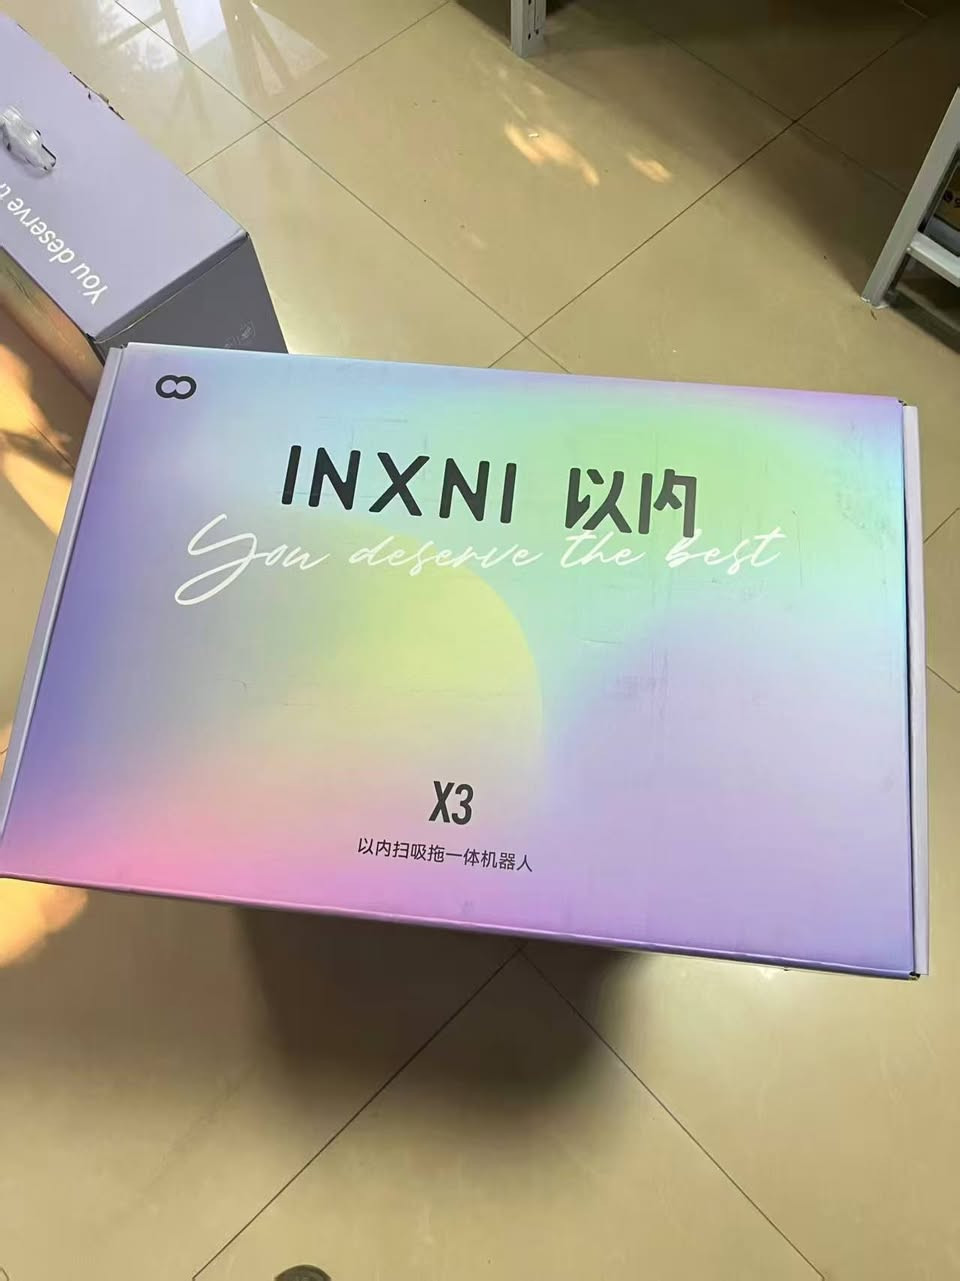 You deserve t
8
INXNI 以内
You deserve the best
X3
以内扫吸拖一体机器人